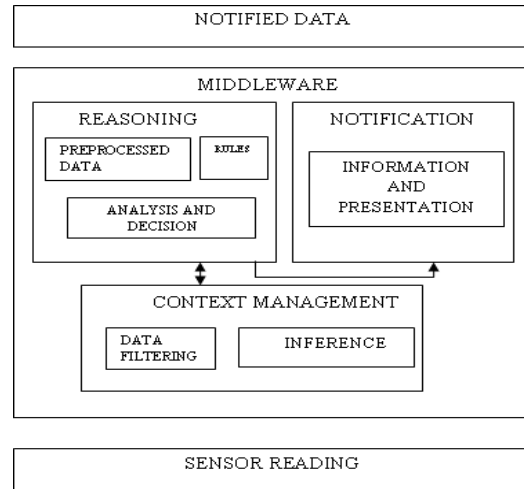 NOTIFIED DATA
MIDDLEWARE
REASONING
PREPROCESSED
DATA
RULES
ANALYSIS AND
DECISION
NOTIFICATION
INFORMATION
AND
PRESENTATION
CONTEXT MANAGEMENT
DATA
FILTERING
INFERENCE
SENSOR READING